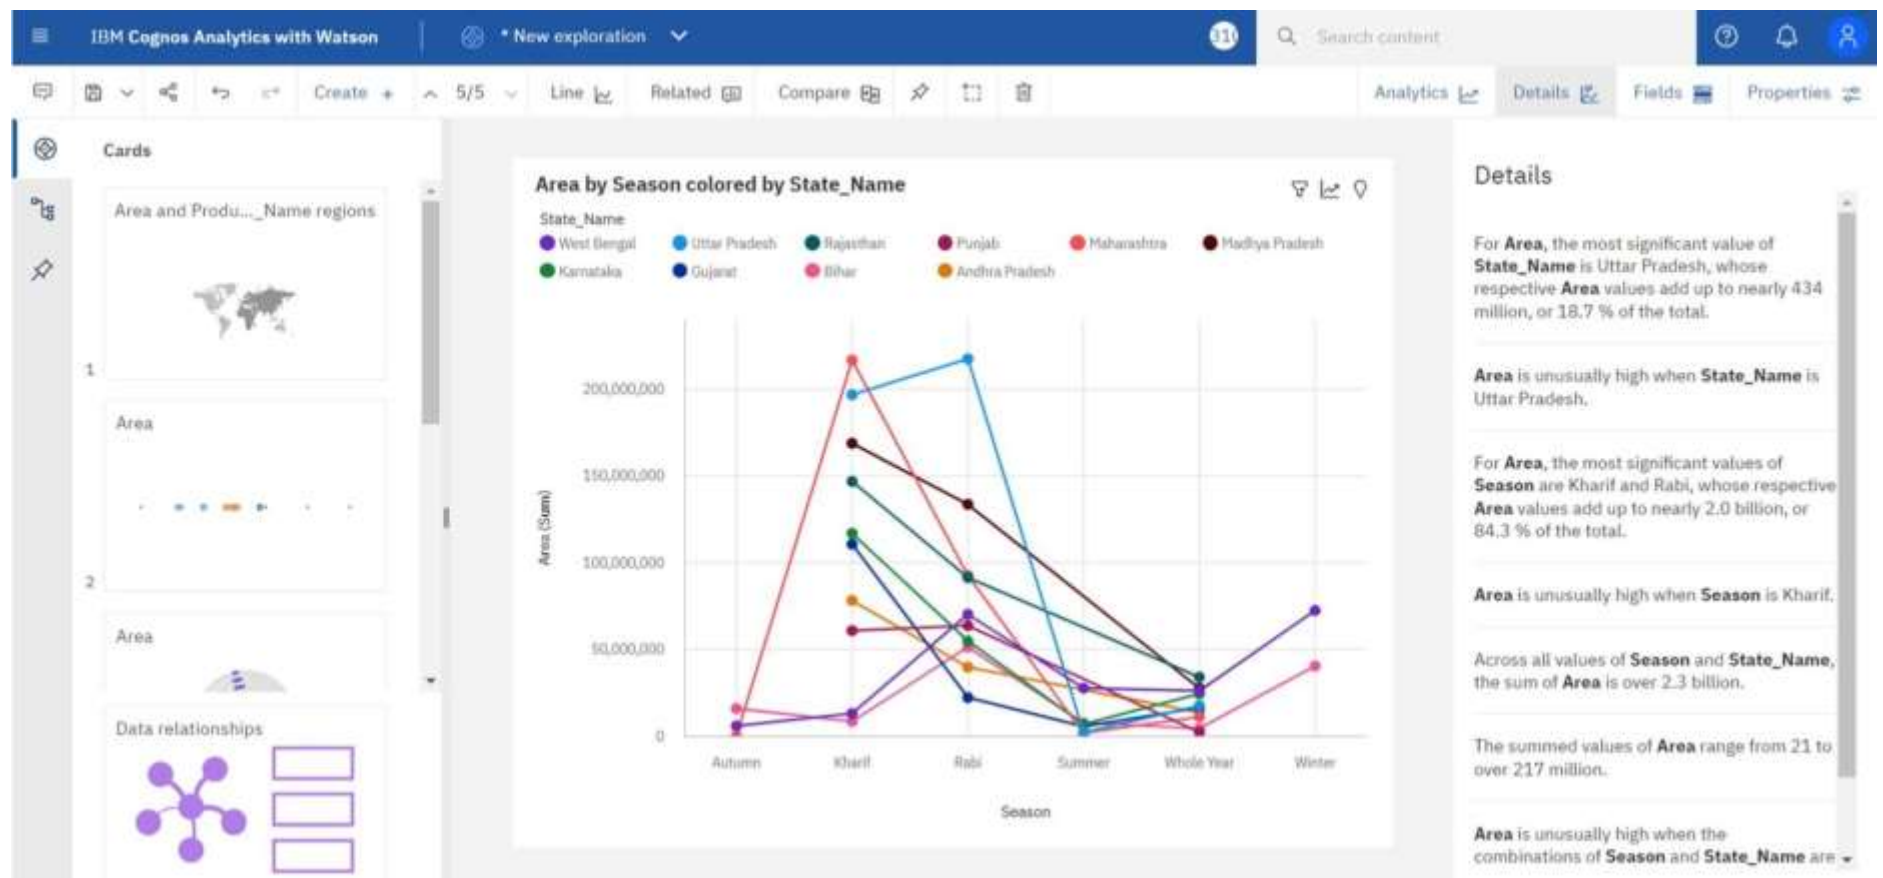 IBM Cognos Analytics with Watson
* New exploration
Search content
Create +
5/5
Line
Related
Compare
Analytics
Details
Fields
Properties
Cards
Area and Produ..._Name regions
1
Area
2
Area
Data relationships
Area by Season colored by State_Name
State_Name
West Bengal Uttar Pradesh Rajasthan Punjab Maharashtra Madhya Pradesh
Karnataka Gujarat Bihar Andhra Pradesh
200,000,000
150,000,000
100,000,000
50,000,000
0
Area (Sum)
Autumn Kharif Rabi Summer Whole Year Winter
Season
Details
For Area, the most significant value of
State_Name is Uttar Pradesh, whose
respective Area values add up to nearly 434
million, or 18.7 % of the total.
Area is unusually high when State_Name is
Uttar Pradesh.
For Area, the most significant values of
Season are Kharif and Rabi, whose respective
Area values add up to nearly 2.0 billion, or
84.3 % of the total.
Area is unusually high when Season is Kharif.
Across all values of Season and State_Name,
the sum of Area is over 2.3 billion.
The summed values of Area range from 21 to
over 217 million.
Area is unusually high when the
combinations of Season and State_Name are